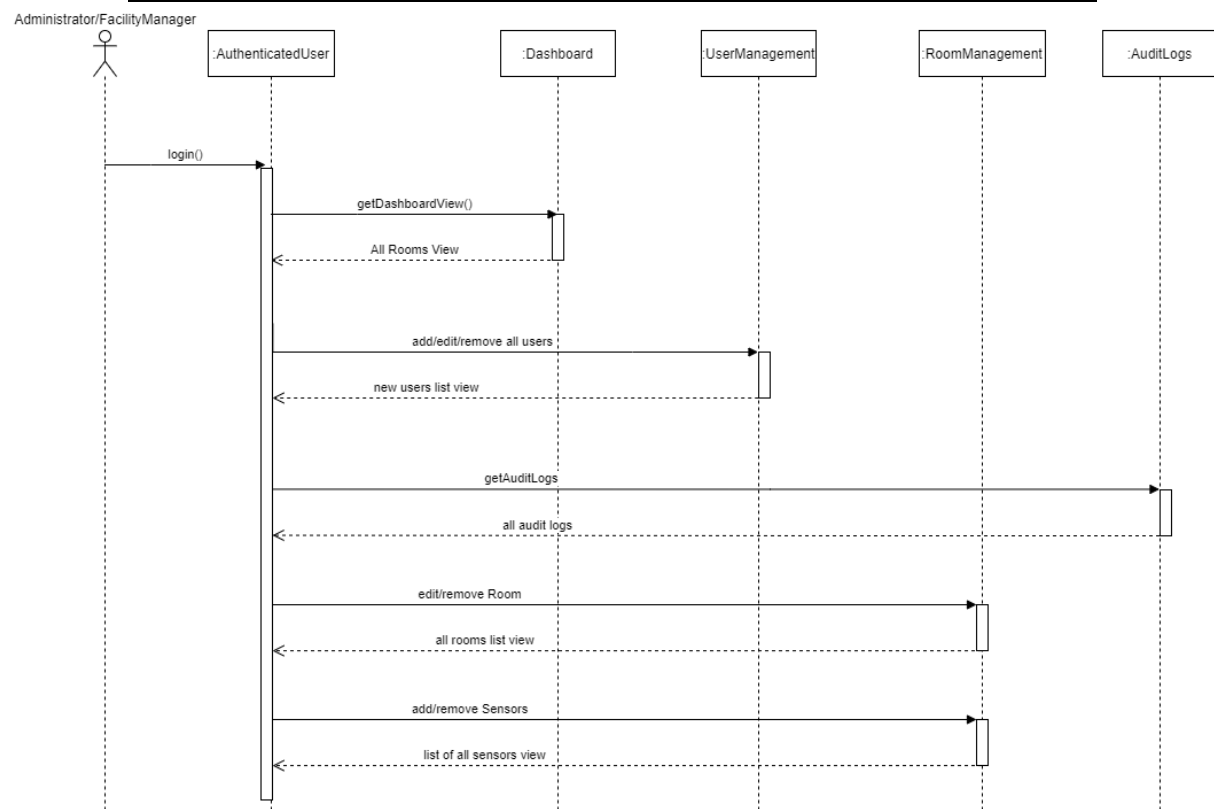 Administrator/FacilityManager
:AuthenticatedUser
:Dashboard
:UserManagement
:RoomManagement
:AuditLogs
login()
getDashboardView()
All Rooms View
add/edit/remove all users
new users list view
getAuditLogs
all audit logs
edit/remove Room
all rooms list view
add/remove Sensors
list of all sensors view